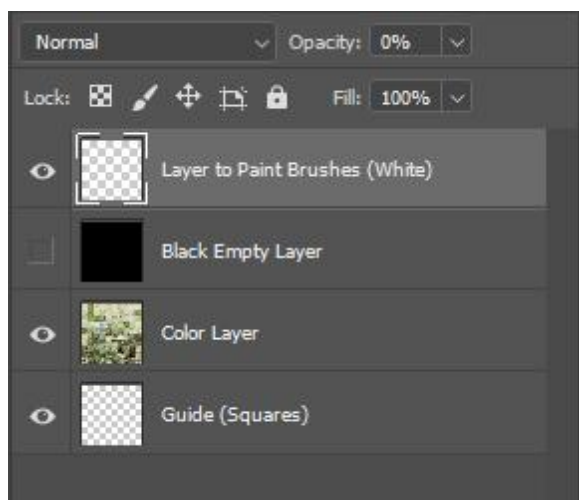 Normal Opacity: 0%
Lock: Fill: 100%
Layer to Paint Brushes (White)
Black Empty Layer
Color Layer
Guide (Squares)